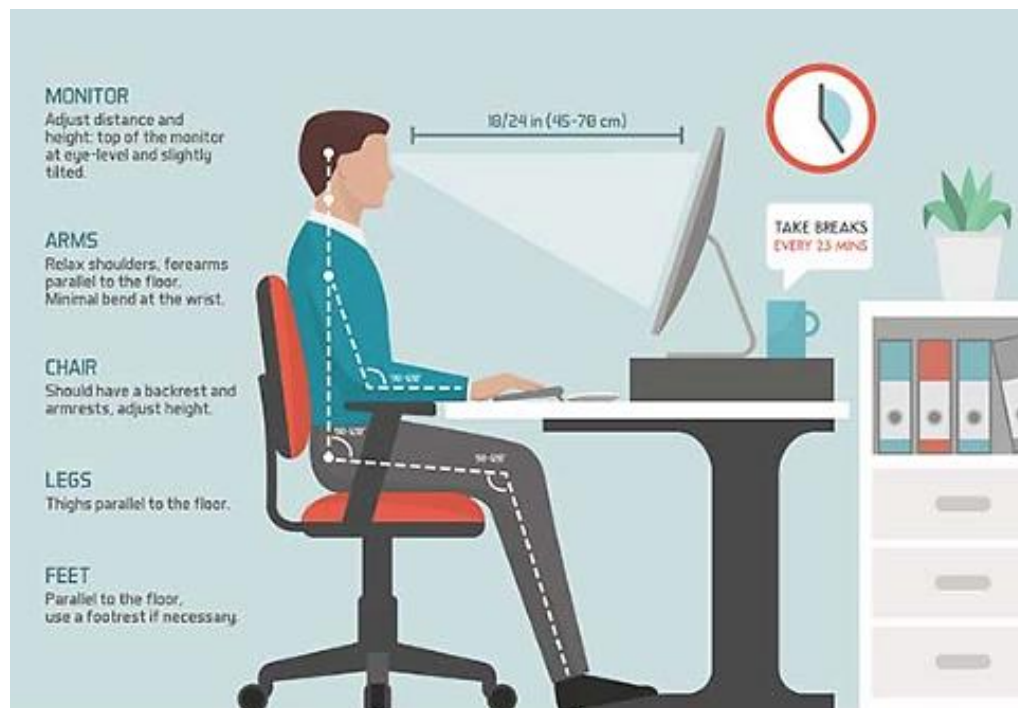 MONITOR
Adjust distance and
height: top of the monitor
at eye-level and slightly
tilted.
18/24 in (45-70 cm)
TAKE BREAKS
EVERY 25 MINS
ARMS
Relax shoulders, forearms
parallel to the floor.
Minimal bend at the wrist.
CHAIR
Should have a backrest and
armrests, adjust height.
LEGS
Thighs parallel to the floor.
FEET
Parallel to the floor,
use a footrest if necessary.